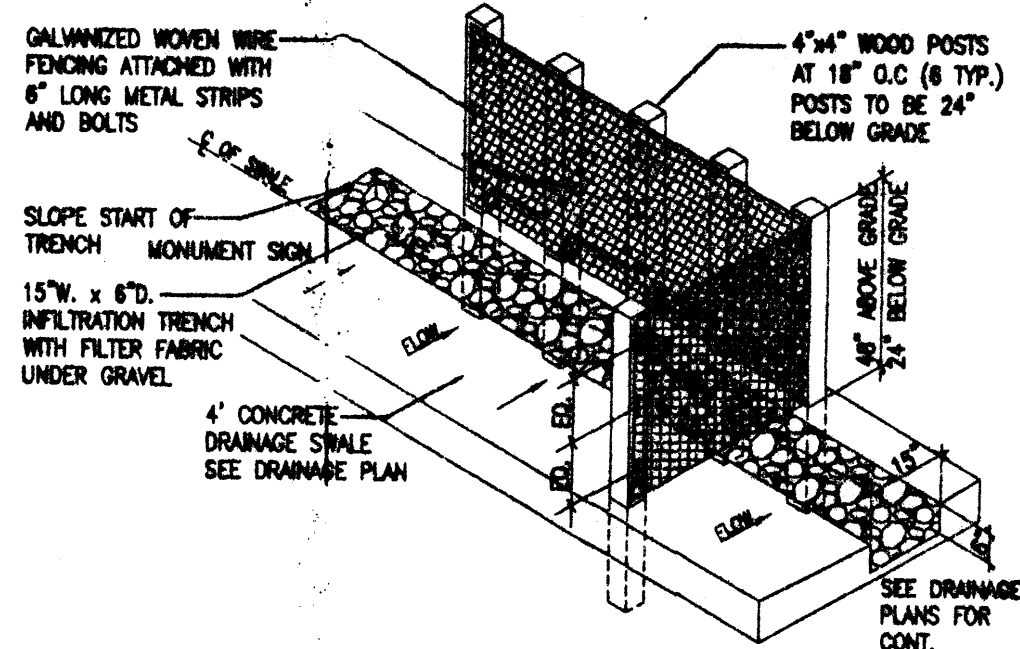 GALVANIZED WOVEN WIRE
FENCING ATTACHED WITH
6" LONG METAL STRIPS
AND BOLTS
4"x4" WOOD POSTS
AT 18" O.C (6 TYP.)
POSTS TO BE 24"
BELOW GRADE
℄ OF SWALE
SLOPE START OF
TRENCH
MONUMENT SIGN
15"W. x 6"D.
INFILTRATION TRENCH
WITH FILTER FABRIC
UNDER GRAVEL
FLOW
4' CONCRETE
DRAINAGE SWALE
SEE DRAINAGE PLAN
EQ.
EQ.
ABOVE GRADE
24" BELOW GRADE
15"
6"
FLOW
SEE DRAINAGE
PLANS FOR
CONT.